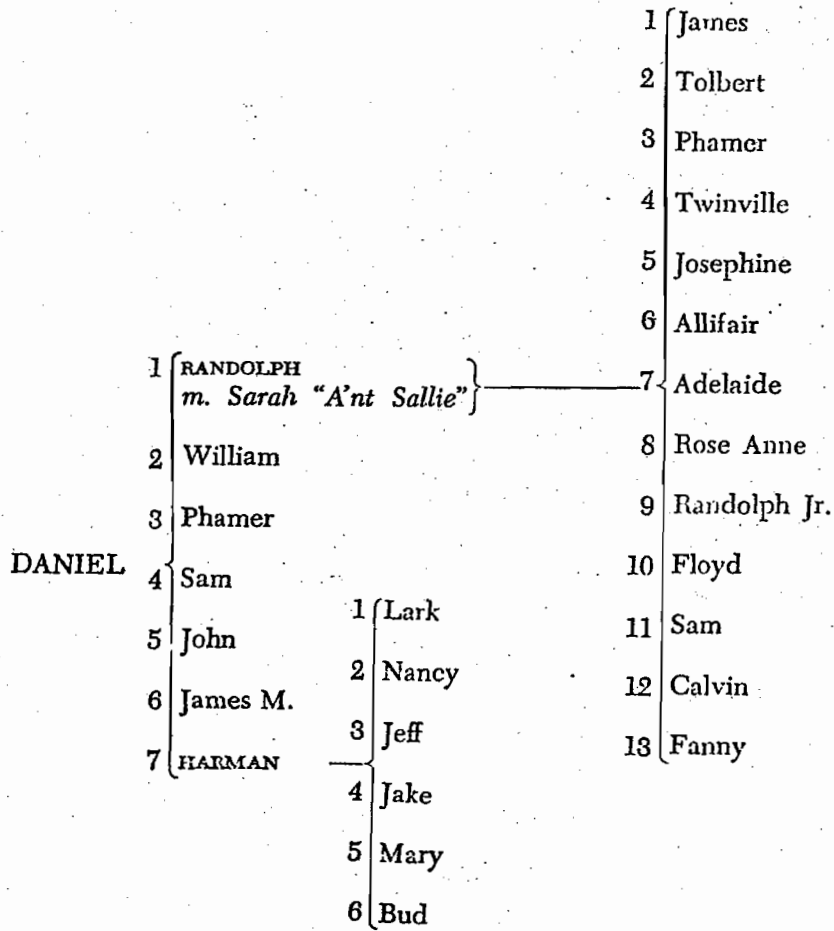 DANIEL
1 RANDOLPH
m. Sarah "A'nt Sallie"
2 William
3 Phamer
4 Sam
5 John
6 James M.
7 HARMAN
1 Lark
2 Nancy
3 Jeff
4 Jake
5 Mary
6 Bud
1 James
2 Tolbert
3 Phamer
4 Twinville
5 Josephine
6 Allifair
7 Adelaide
8 Rose Anne
9 Randolph Jr.
10 Floyd
11 Sam
12 Calvin
13 Fanny